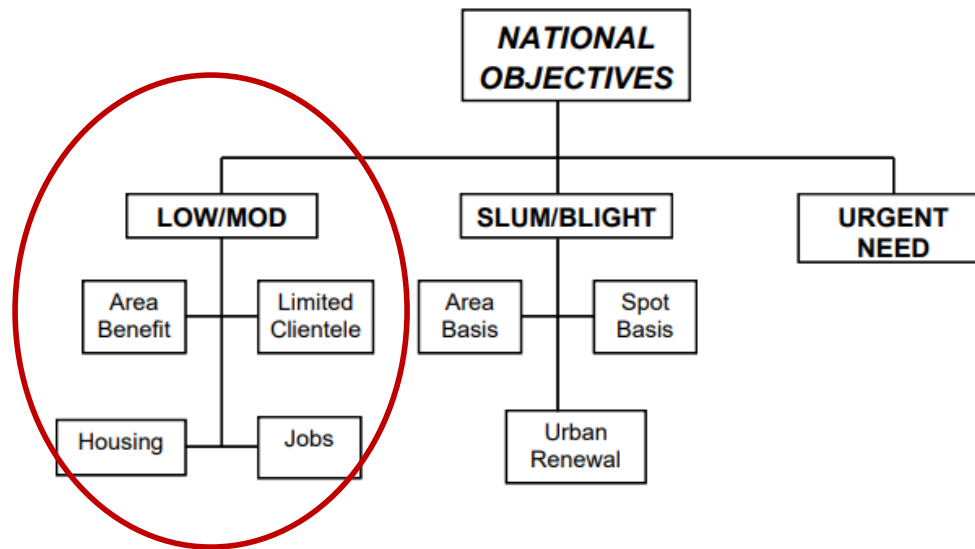 NATIONAL
OBJECTIVES
LOW/MOD
SLUM/BLIGHT
URGENT
NEED
Area
Benefit
Limited
Clientele
Area
Basis
Spot
Basis
Housing
Jobs
Urban
Renewal